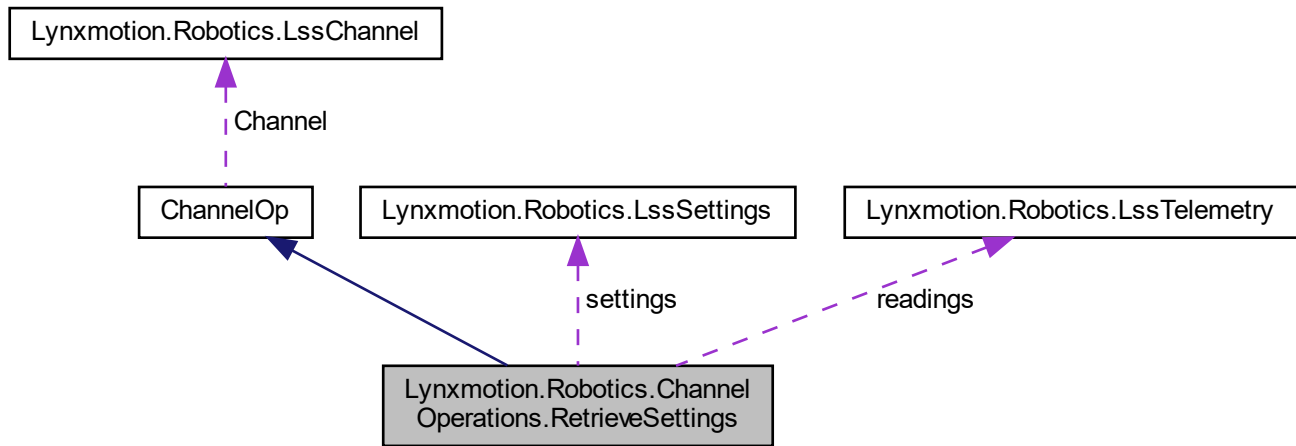 Lynxmotion.Robotics.LssChannel
Channel
ChannelOp
Lynxmotion.Robotics.LssSettings
Lynxmotion.Robotics.LssTelemetry
settings
readings
Lynxmotion.Robotics.Channel
Operations.RetrieveSettings